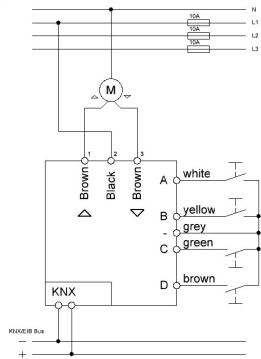 N
10A
L1
10A
L2
10A
L3
M
1 2 3
Brown Black Brown
A white
B yellow
- grey
C green
D brown
KNX
KNX/EIB Bus
−
+